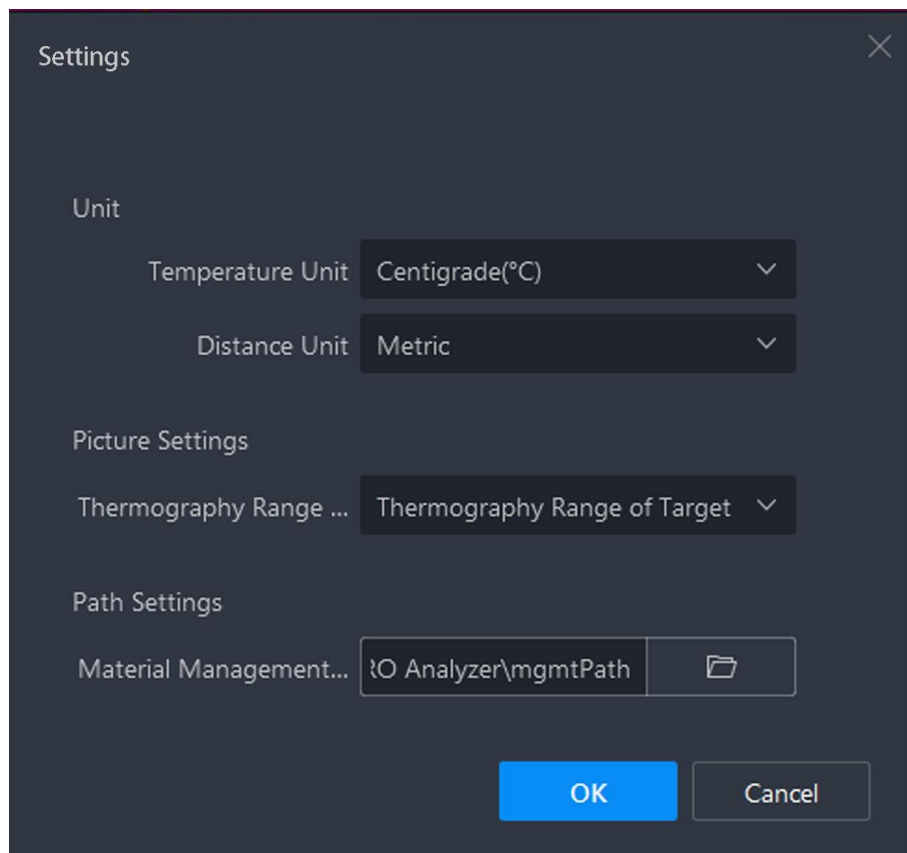 Settings
Unit
Temperature Unit Centigrade(°C)
Distance Unit Metric
Picture Settings
Thermography Range ... Thermography Range of Target
Path Settings
Material Management... O Analyzer\mgmtPath
OK Cancel